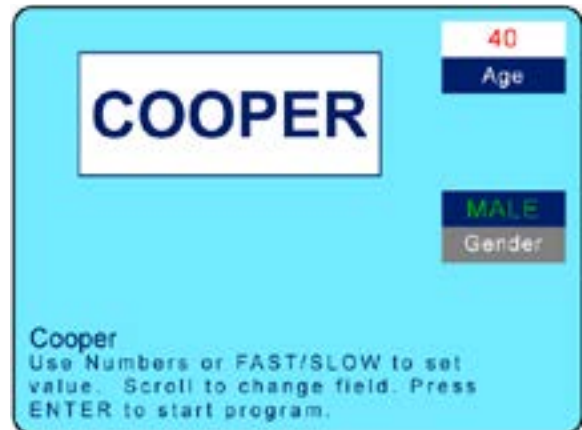 COOPER
40
Age
MALE
Gender
Cooper
Use Numbers or FAST/SLOW to set
value. Scroll to change field. Press
ENTER to start program.